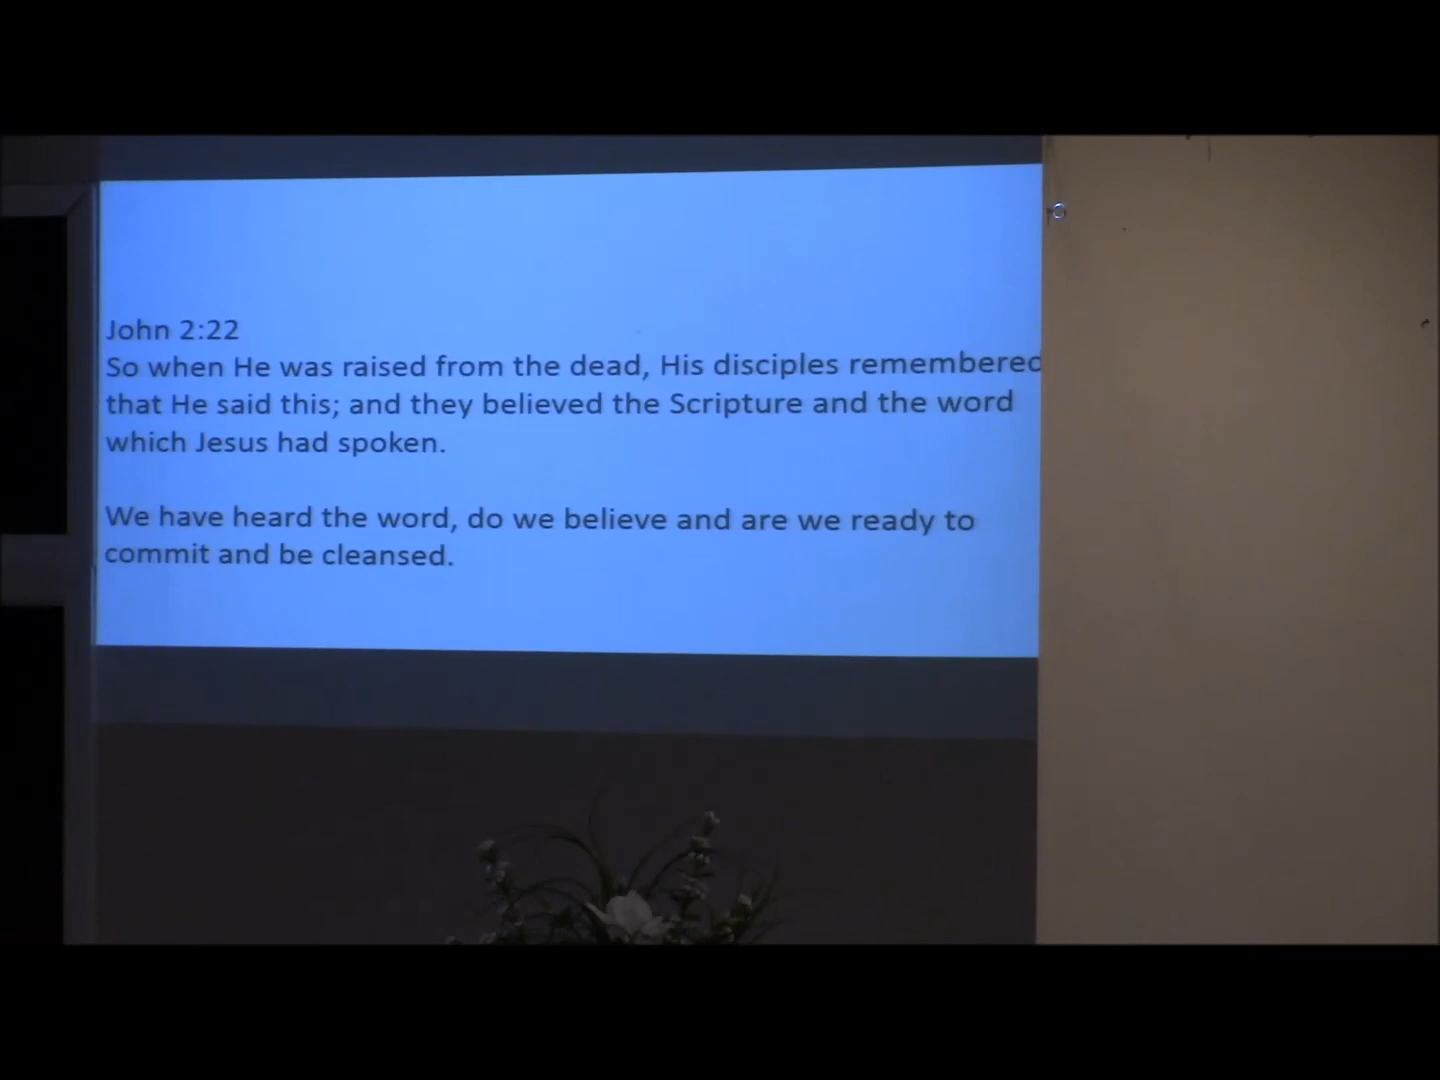 John 2:22
So when He was raised from the dead, His disciples remembered
that He said this; and they believed the Scripture and the word
which Jesus had spoken.
We have heard the word, do we believe and are we ready to
commit and be cleansed.